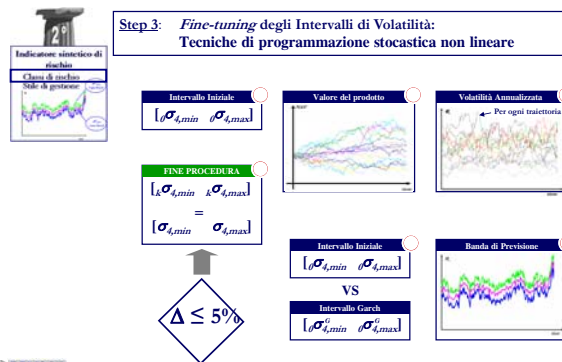 Step 3: Fine-tuning degli Intervalli di Volatilità:
Tecniche di programmazione stocastica non lineare
2°
Indicatore sintetico di
rischio
Classi di rischio
Stile di gestione
Intervallo Iniziale
[₀σ₄,min ₀σ₄,max]
Valore del prodotto
Volatilità Annualizzata
Per ogni traiettoria
FINE PROCEDURA
[ₖσ₄,min ₖσ₄,max]
=
[σ₄,min σ₄,max]
Δ ≤ 5%
Intervallo Iniziale
[₀σ₄,min ₀σ₄,max]
VS
Intervallo Garch
[₀σᴳ₄,min ₀σᴳ₄,max]
Banda di Previsione